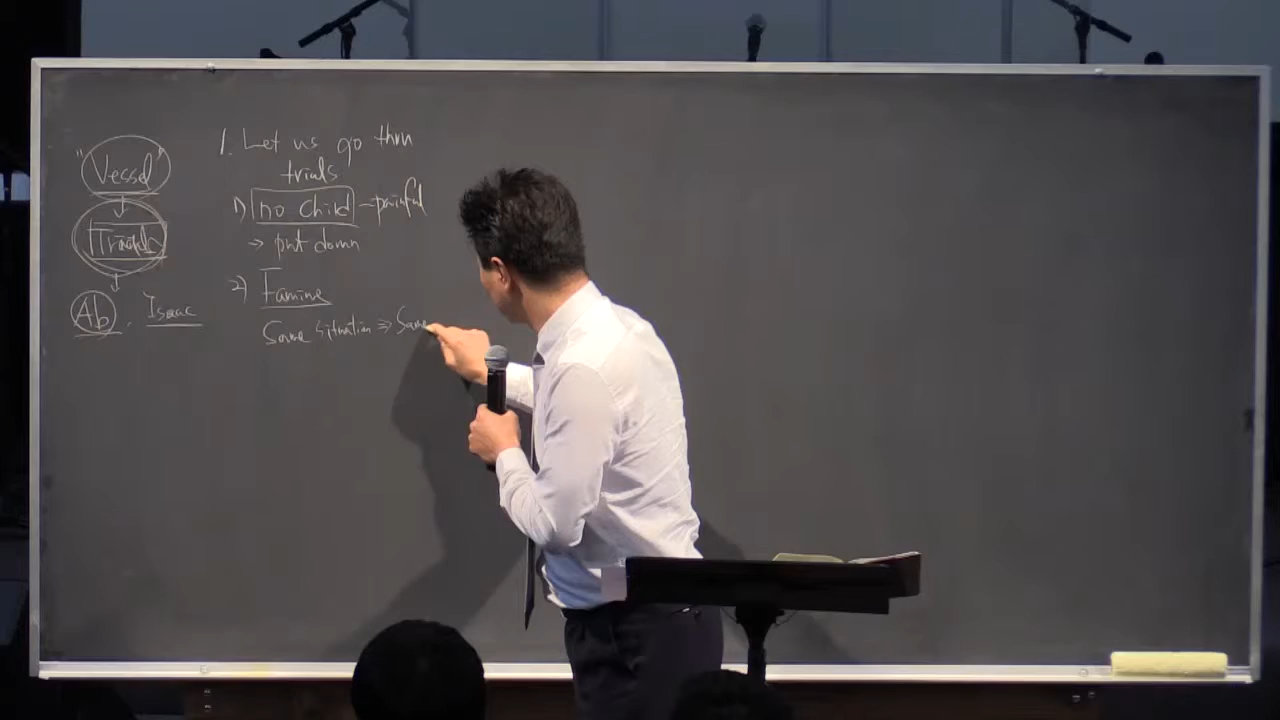 "Vessel"
↓
↓
Ab, Isaac
1. Let us go thru
trials
1) no child - painful
→ put down
2) Famine
Same situation ⇒ Same